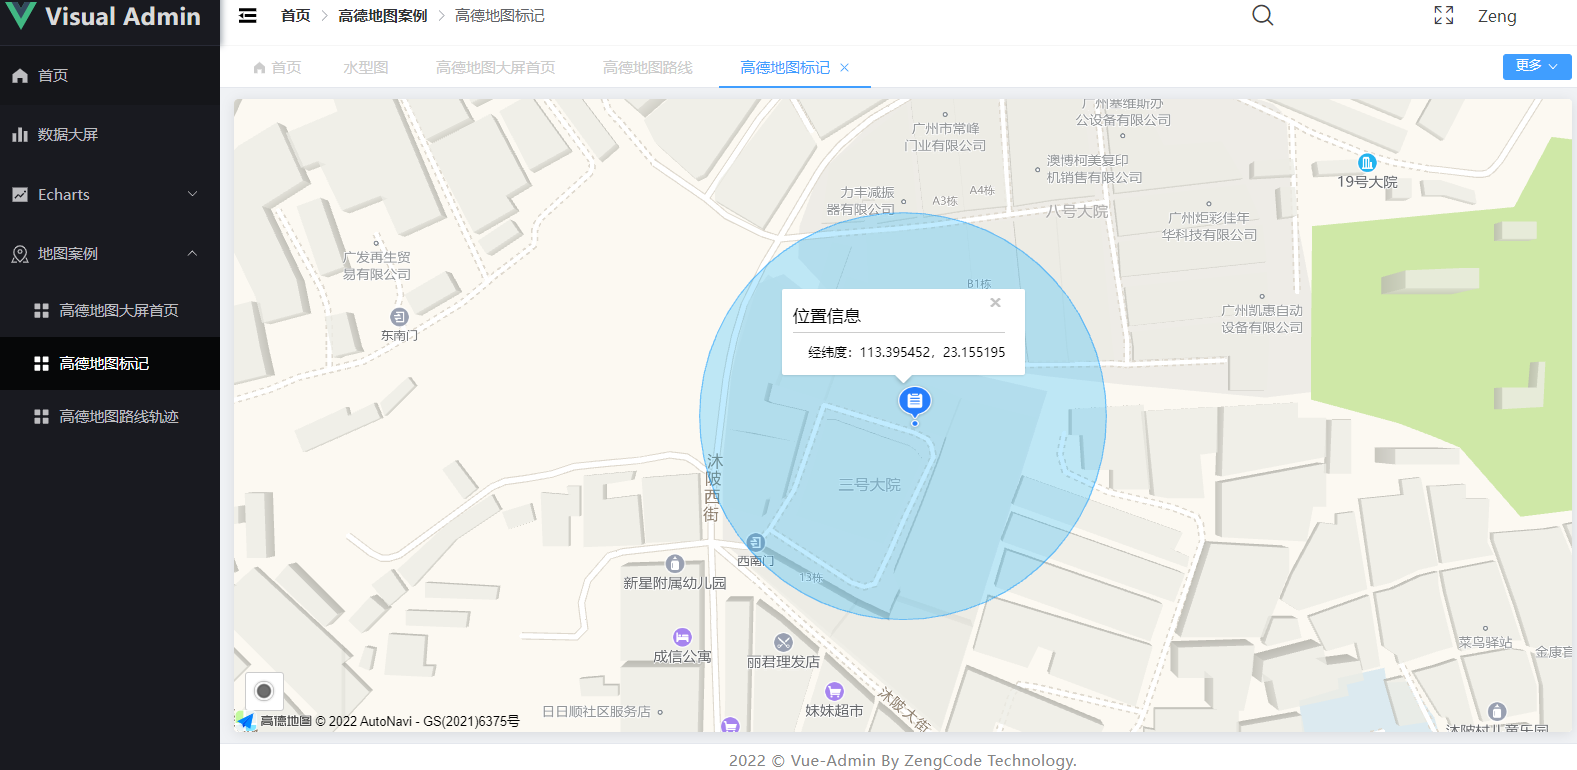 Visual Admin
首页
高德地图案例
高德地图标记
Zeng
首页
水型图
高德地图大屏首页
高德地图路线
高德地图标记
更多
首页
数据大屏
Echarts
地图案例
高德地图大屏首页
高德地图标记
高德地图路线轨迹
广州塞维斯办
公设备有限公司
广州市常峰
门业有限公司
澳博柯美复印
机销售有限公司
19号大院
力丰减振
器有限公司
A4栋
A3栋
八号大院
广州炬彩佳年
华科技有限公司
广发再生贸
易有限公司
B1栋
位置信息
经纬度：113.395452，23.155195
广州凯惠自动
设备有限公司
东南门
沐陂西街
三号大院
西南门
13栋
新星附属幼儿园
成信公寓
丽君理发店
菜鸟驿站
金康盲
妹妹超市
沐陂大街
日日顺社区服务店
沐陂村儿童乐园
高德地图 © 2022 AutoNavi - GS(2021)6375号
2022 © Vue-Admin By ZengCode Technology.